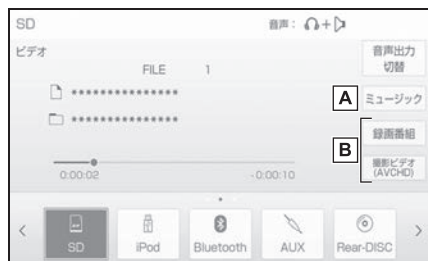 SD
音声:
ビデオ
音声出力
切替
FILE 1
***************
A
ミュージック
***************
録画番組
B
撮影ビデオ
(AVCHD)
0:00:02
-0:00:10
SD
iPod
Bluetooth
AUX
Rear-DISC